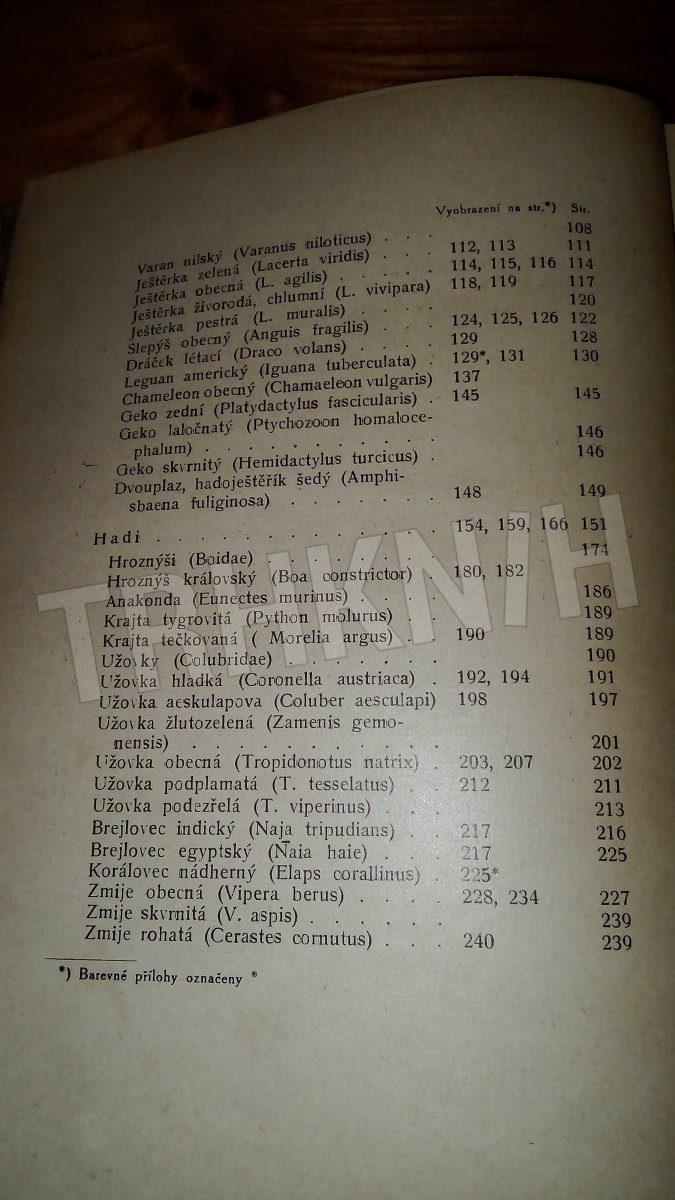 Vyobrazení na str.*) Str.
Varan nilský (Varanus niloticus) . . . 108
Ještěrka zelená (Lacerta viridis) . . 112, 113 111
Ještěrka obecná (L. agilis) . . . . 114, 115, 116 114
Ještěrka živorodá, chlumní (L. vivipara) 118, 119 117
Ještěrka pestrá (L. muralis) . . . . 120
Slepýš obecný (Anguis fragilis) . . . 124, 125, 126 122
Dráček létací (Draco volans) . . . . 129 128
Leguan americký (Iguana tuberculata) . 129*, 131 130
Chameleon obecný (Chamaeleon vulgaris) 137
Geko zední (Platydactylus fascicularis) . 145 145
Geko laločnatý (Ptychozoon homaloce-
phalum) . . . . . . . . . . 146
Geko skvrnitý (Hemidactylus turcicus) . 146
Dvouplaz, hadoještěřík šedý (Amphi-
sbaena fuliginosa) . . . . . . 148 149
Hadi . . . . . . . . . . . . . 154, 159, 166 151
Hroznýši (Boidae) . . . . . . . . 174
Hroznýš královský (Boa constrictor) . 180, 182
Anakonda (Eunectes murinus) . . . . 186
Krajta tygrovitá (Python molurus) . . 189
Krajta tečkovaná ( Morelia argus) . . 190 189
Užovky (Colubridae) . . . . . . . 190
Užovka hladká (Coronella austriaca) . 192, 194 191
Užovka aeskulapova (Coluber aesculapi) 198 197
Užovka žlutozelená (Zamenis gemo-
nensis) . . . . . . . . . . . 201
Užovka obecná (Tropidonotus natrix) . 203, 207 202
Užovka podplamatá (T. tesselatus) . . 212 211
Užovka podezřelá (T. viperinus) . . . 213
Brejlovec indický (Naja tripudians) . . 217 216
Brejlovec egyptský (Naia haie) . . . 217 225
Korálovec nádherný (Elaps corallinus) . 225*
Zmije obecná (Vipera berus) . . . . 228, 234 227
Zmije skvrnitá (V. aspis) . . . . . . 239
Zmije rohatá (Cerastes cornutus) . . . 240 239
*) Barevné přílohy označeny *
TRHKNIH